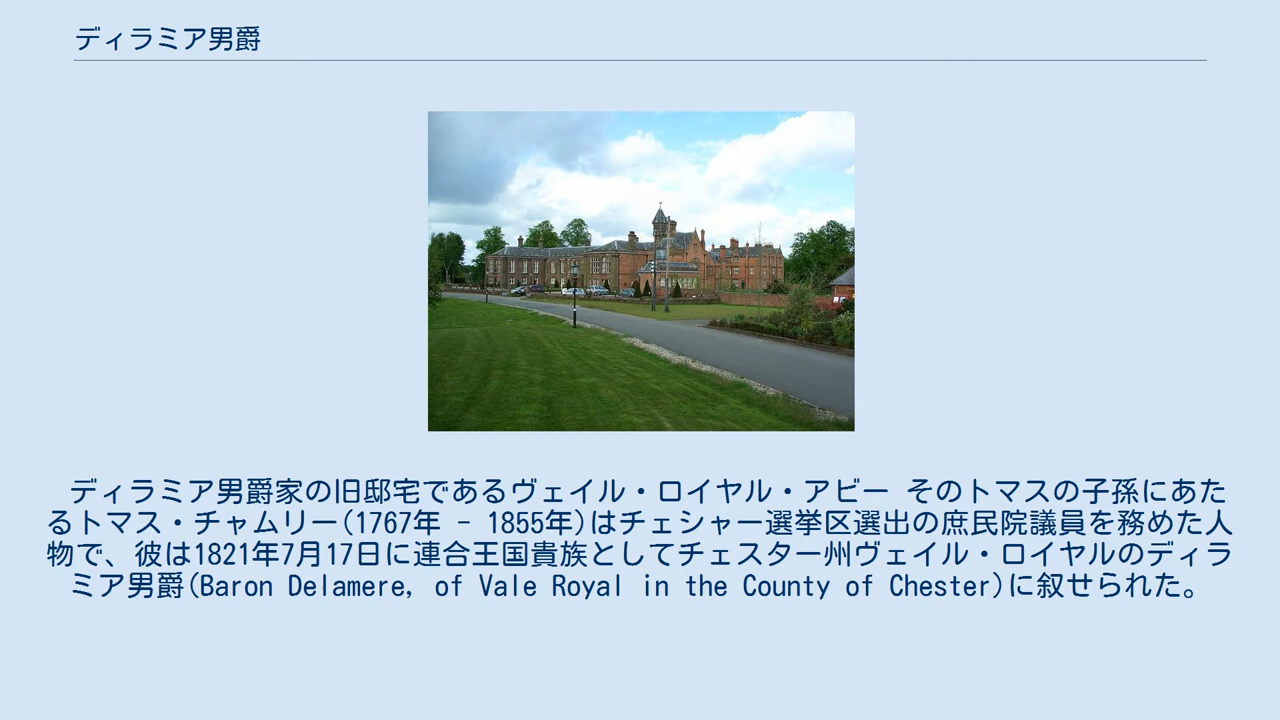 ディラミア男爵
ディラミア男爵家の旧邸宅であるヴェイル・ロイヤル・アビー そのトマスの子孫にあた
るトマス・チャムリー(1767年 - 1855年)はチェシャー選挙区選出の庶民院議員を務めた人
物で、彼は1821年7月17日に連合王国貴族としてチェスター州ヴェイル・ロイヤルのディラ
ミア男爵(Baron Delamere, of Vale Royal in the County of Chester)に叙せられた。